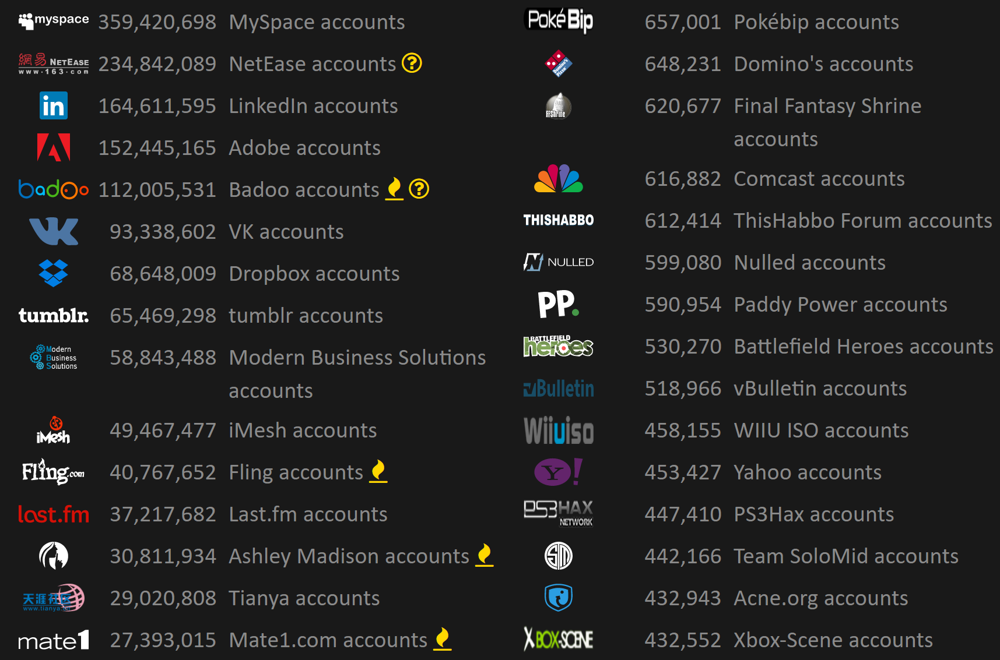 myspace 359,420,698 MySpace accounts
網易 NETEASE 234,842,089 NetEase accounts ?
www·163·com
in 164,611,595 LinkedIn accounts
152,445,165 Adobe accounts
badoo 112,005,531 Badoo accounts ?
VK 93,338,602 VK accounts
68,648,009 Dropbox accounts
tumblr. 65,469,298 tumblr accounts
Modern
Business 58,843,488 Modern Business Solutions
Solutions
accounts
iMesh 49,467,477 iMesh accounts
Fling.com 40,767,652 Fling accounts
last.fm 37,217,682 Last.fm accounts
30,811,934 Ashley Madison accounts
天涯社区 29,020,808 Tianya accounts
www.tianya.cn
mate1 27,393,015 Mate1.com accounts
PokéBip 657,001 Pokébip accounts
Domino's 648,231 Domino's accounts
Pizza
FFShrine 620,677 Final Fantasy Shrine
accounts
616,882 Comcast accounts
THISHABBO 612,414 ThisHabbo Forum accounts
N NULLED 599,080 Nulled accounts
PP. 590,954 Paddy Power accounts
BATTLEFIELD
heroes 530,270 Battlefield Heroes accounts
vBulletin 518,966 vBulletin accounts
Wiiuiso 458,155 WIIU ISO accounts
Y! 453,427 Yahoo accounts
PS3HAX 447,410 PS3Hax accounts
NETWORK
TSM 442,166 Team SoloMid accounts
432,943 Acne.org accounts
XBOX-SCENE 432,552 Xbox-Scene accounts